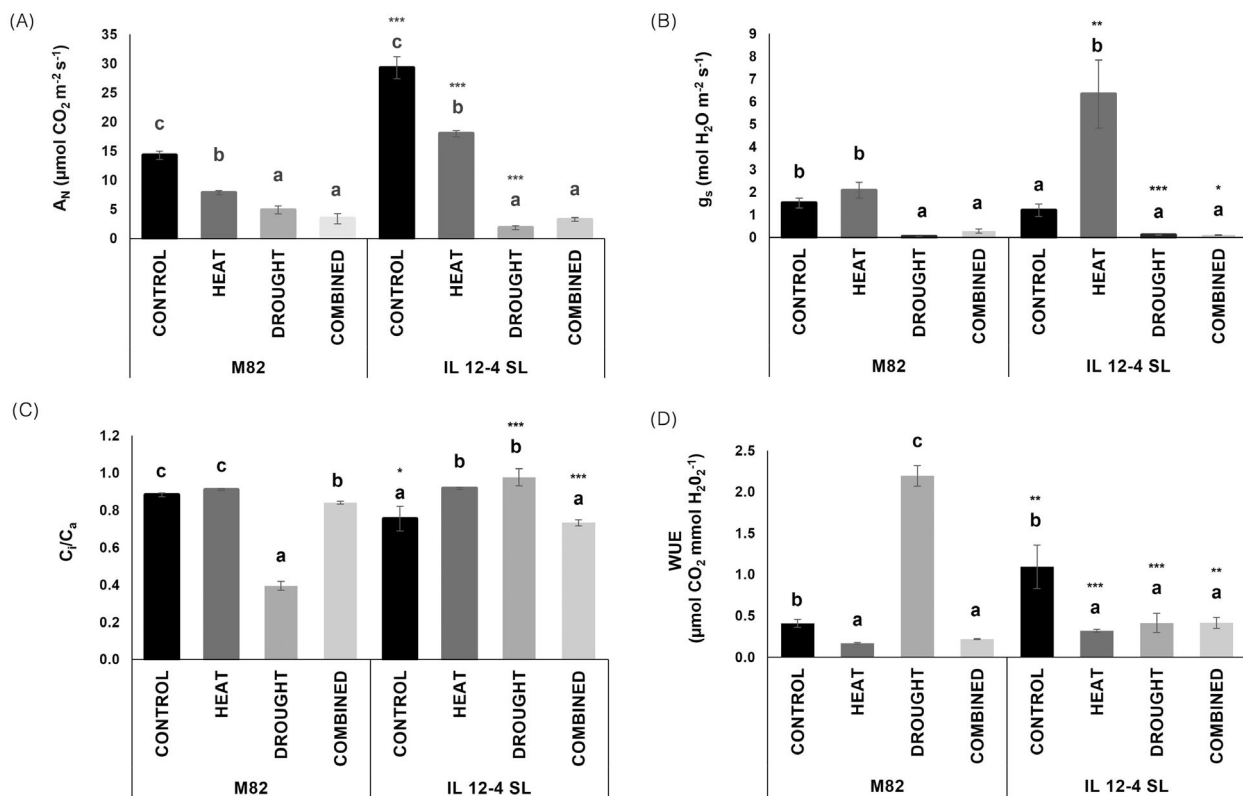 (A)
A_N (µmol CO₂ m⁻² s⁻¹)
35
30
25
20
15
10
5
0
c
b
a
a
***
c
***
b
***
a
a
CONTROL
HEAT
DROUGHT
COMBINED
CONTROL
HEAT
DROUGHT
COMBINED
M82
IL 12-4 SL
(B)
g_s (mol H₂O m⁻² s⁻¹)
9
8
7
6
5
4
3
2
1
0
b
b
a
a
a
**
b
***
a
*
a
CONTROL
HEAT
DROUGHT
COMBINED
CONTROL
HEAT
DROUGHT
COMBINED
M82
IL 12-4 SL
(C)
C_i/C_a
1.2
1.0
0.8
0.6
0.4
0.2
0.0
c
c
a
b
*
a
b
***
b
***
a
CONTROL
HEAT
DROUGHT
COMBINED
CONTROL
HEAT
DROUGHT
COMBINED
M82
IL 12-4 SL
(D)
WUE
(µmol CO₂ mmol H₂0₂⁻¹)
2.5
2.0
1.5
1.0
0.5
0.0
b
a
c
a
**
b
***
a
***
a
**
a
CONTROL
HEAT
DROUGHT
COMBINED
CONTROL
HEAT
DROUGHT
COMBINED
M82
IL 12-4 SL